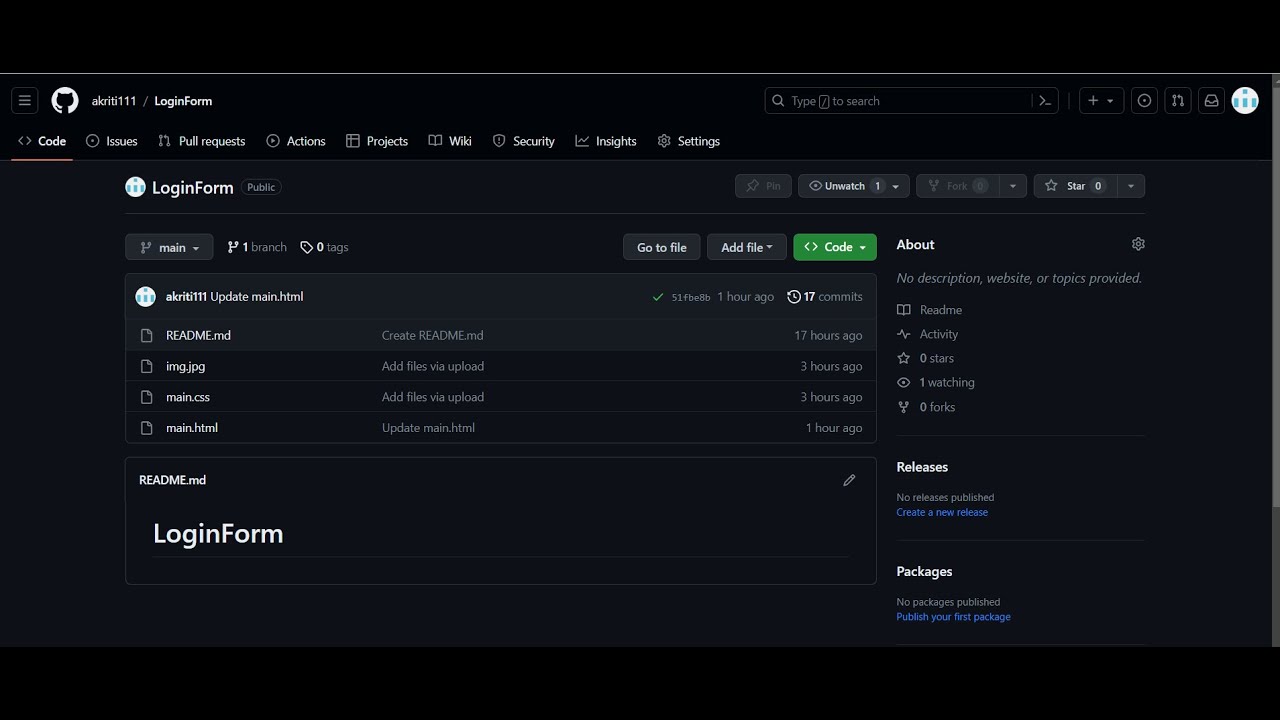 akriti111 / LoginForm
Type / to search
Code Issues Pull requests Actions Projects Wiki Security Insights Settings
LoginForm Public
Pin Unwatch 1 Fork 0 Star 0
main 1 branch 0 tags Go to file Add file Code
akriti111 Update main.html 51fbe8b 1 hour ago 17 commits
README.md Create README.md 17 hours ago
img.jpg Add files via upload 3 hours ago
main.css Add files via upload 3 hours ago
main.html Update main.html 1 hour ago
README.md
LoginForm
About
No description, website, or topics provided.
Readme
Activity
0 stars
1 watching
0 forks
Releases
No releases published
Create a new release
Packages
No packages published
Publish your first package